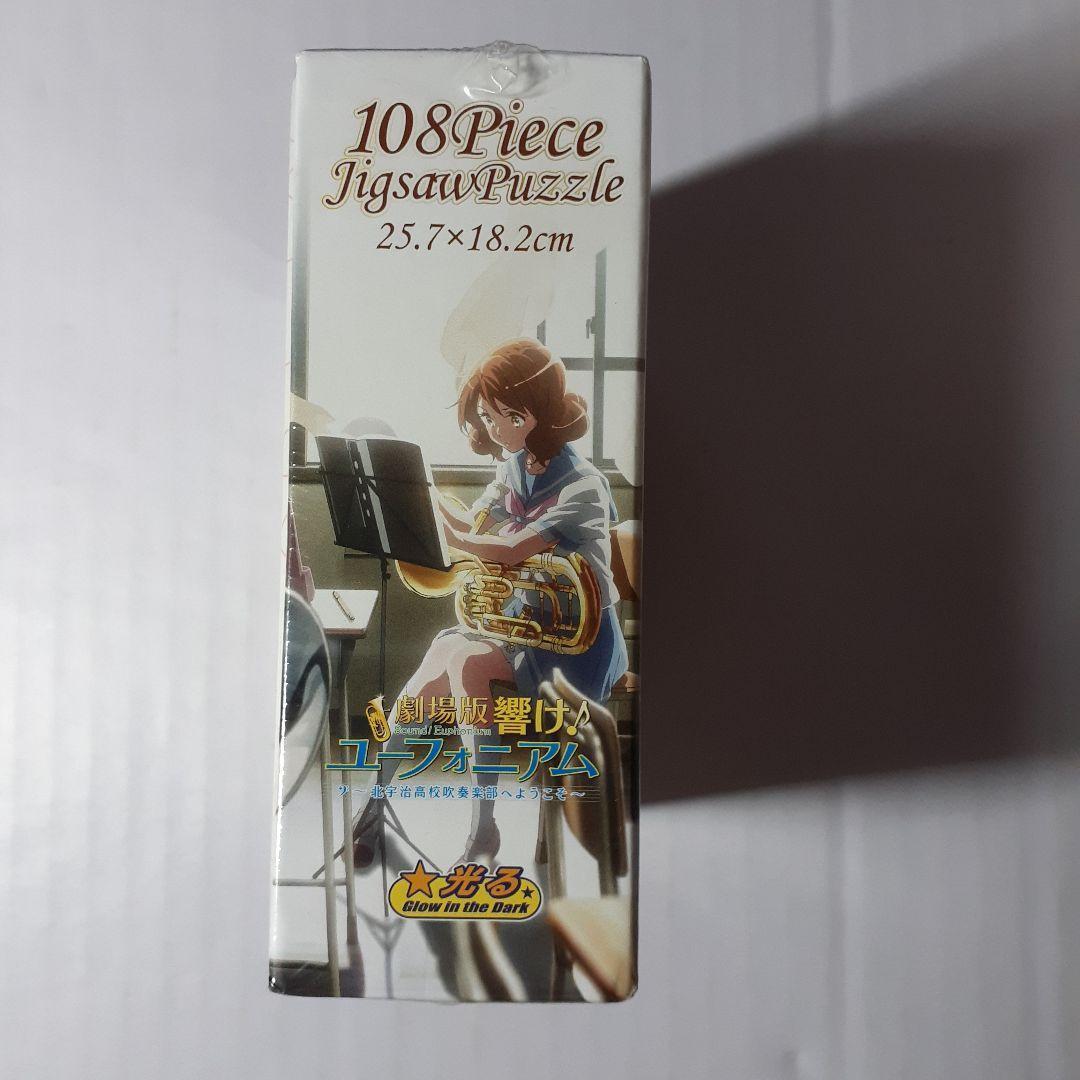 108Piece
JigsawPuzzle
25.7×18.2cm
劇場版 響け!
Sound! Euphonium
ユーフォニアム
〜北宇治高校吹奏楽部へようこそ〜
光る
Glow in the Dark